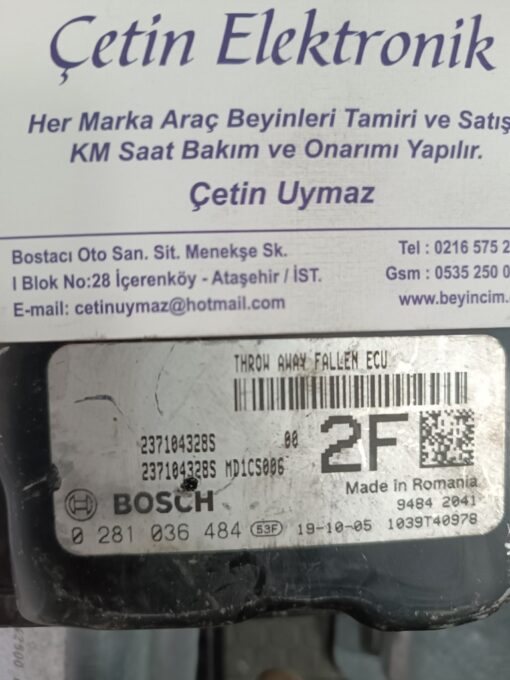 Çetin Elektronik
Her Marka Araç Beyinleri Tamiri ve Satış
KM Saat Bakım ve Onarımı Yapılır.
Çetin Uymaz
Bostacı Oto San. Sit. Menekşe Sk.
I Blok No:28 İçerenköy - Ataşehir / İST.
E-mail: cetinuymaz@hotmail.com
Tel : 0216 575 2
Gsm : 0535 250 0
www.beyincim.
THROW AWAY FALLEN ECU
237104328S 00
237104328S MD1CS006
2F
Made in Romania
BOSCH
9484 2041
0 281 036 484 53F 19-10-05 1039T40978